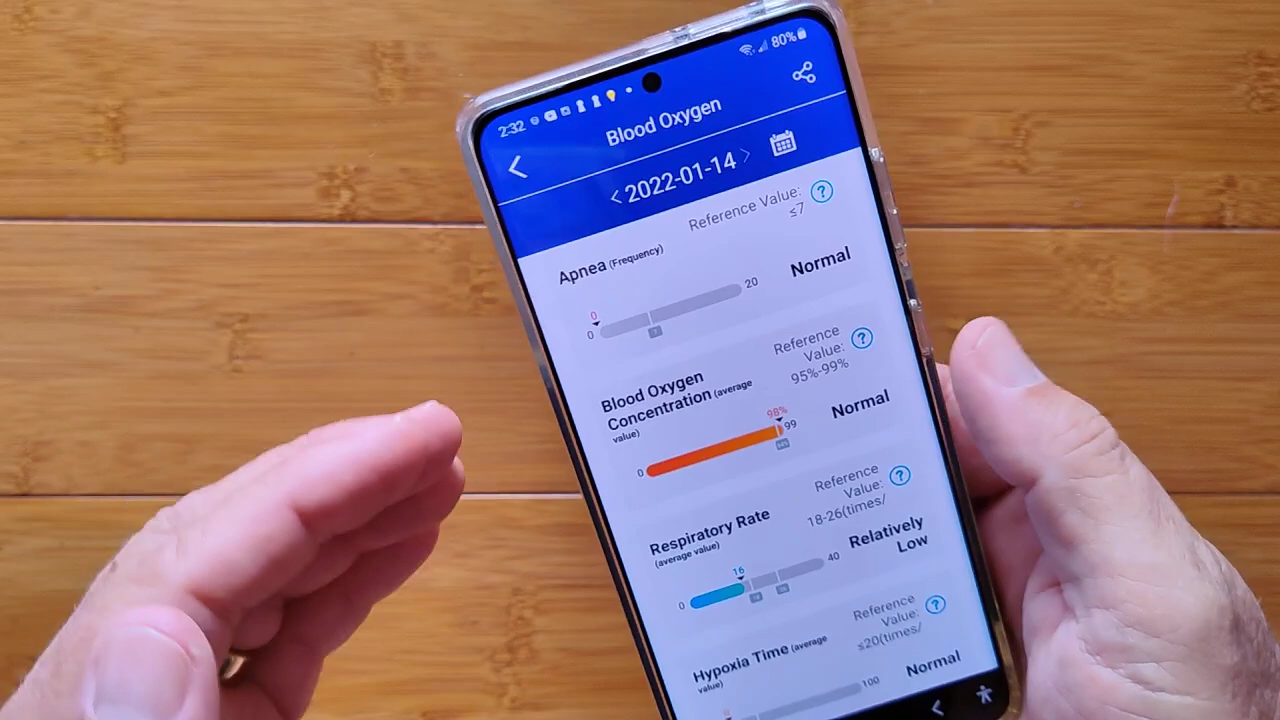 2:32
80%
Blood Oxygen
2022-01-14
Reference Value: ?
≤7
Apnea (Frequency)
Normal
0
0
20
7
Reference ?
Value:
95%-99%
Blood Oxygen
Concentration (average
value)
Normal
98%
0
99
Reference ?
Value:
18-26(times/
Respiratory Rate
(average value)
Relatively
Low
16
0
40
Reference ?
Value:
≤20(times/
Hypoxia Time (average
value)
Normal
100